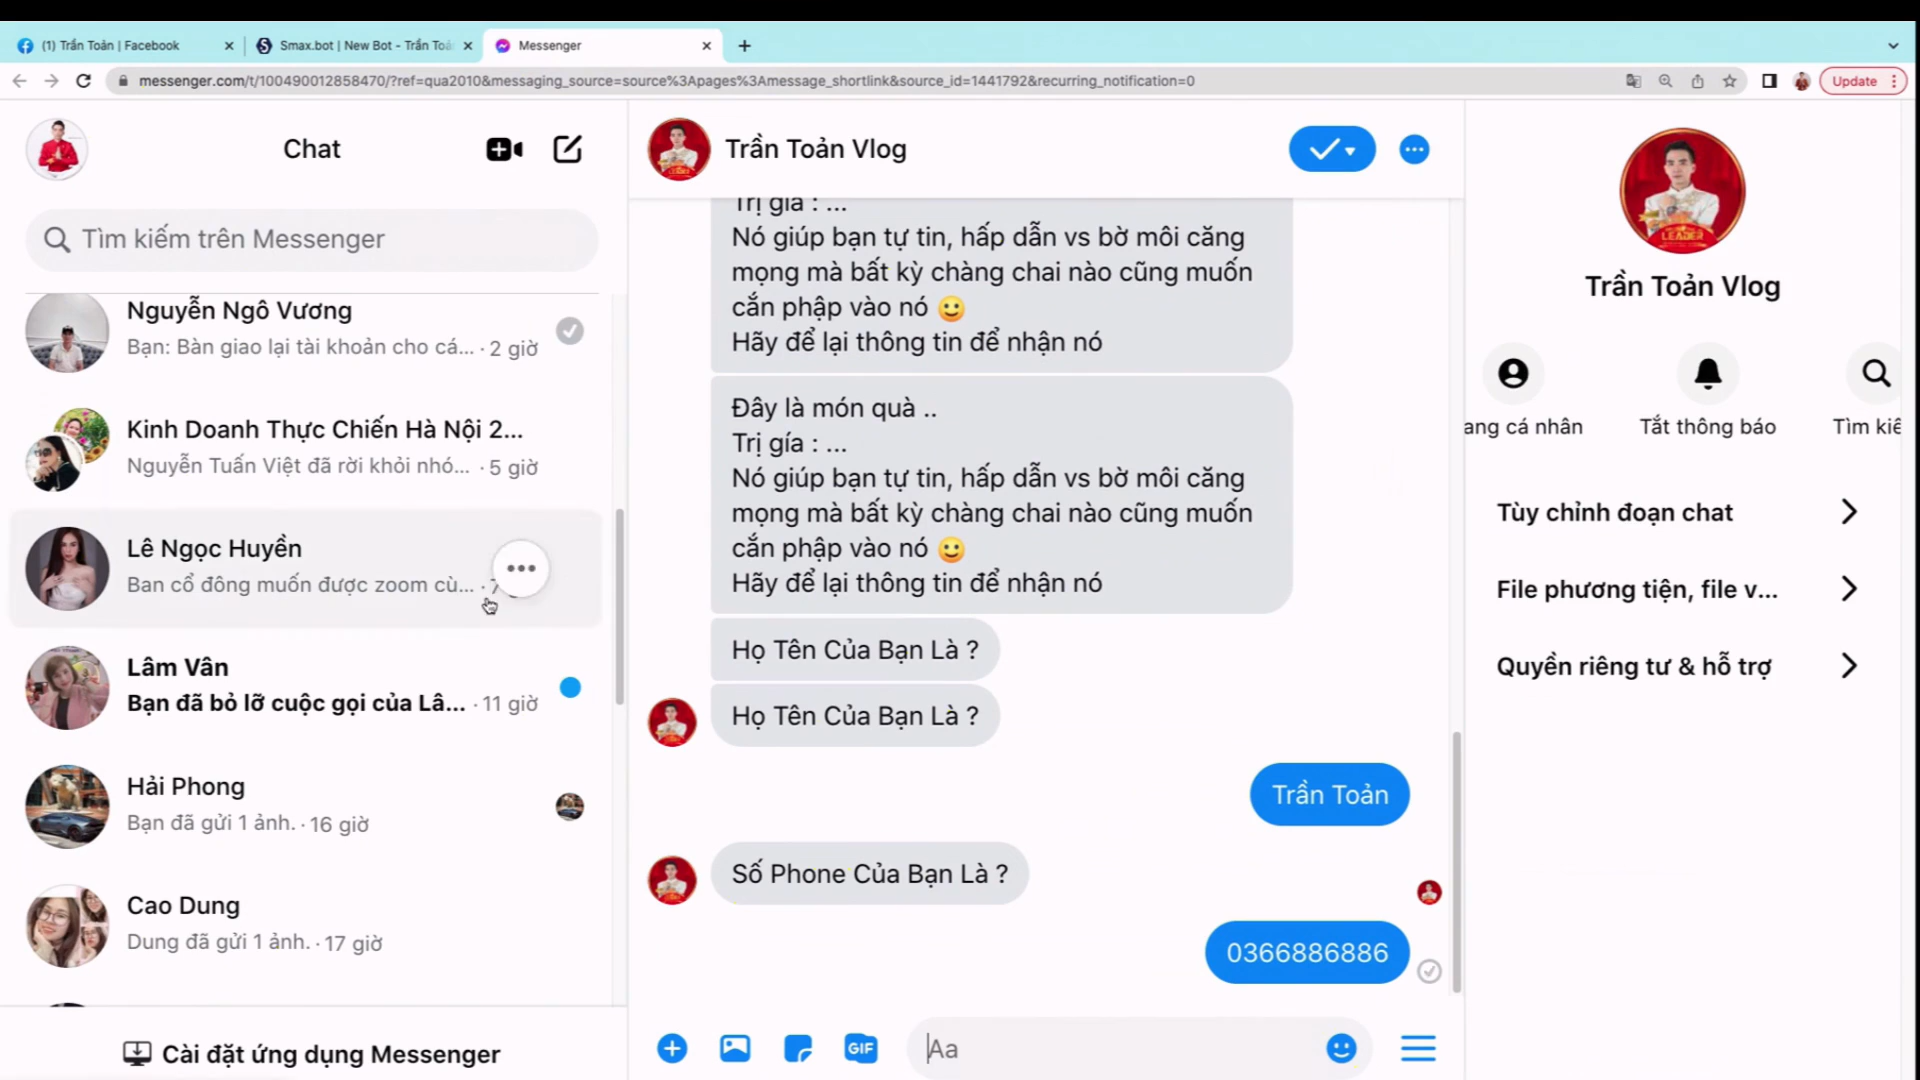 (1) Trần Toản | Facebook
Smax.bot | New Bot - Trần Toả
Messenger
messenger.com/t/100490012858470/?ref=qua2010&messaging_source=source%3Apages%3Amessage_shortlink&source_id=1441792&recurring_notification=0
Update
Chat
Tìm kiếm trên Messenger
Nguyễn Ngô Vương
Bạn: Bàn giao lại tài khoản cho cá... · 2 giờ
Kinh Doanh Thực Chiến Hà Nội 2...
Nguyễn Tuấn Việt đã rời khỏi nhó... · 5 giờ
Lê Ngọc Huyền
Ban cổ đông muốn được zoom cù... · 7
Lâm Vân
Bạn đã bỏ lỡ cuộc gọi của Lâ... · 11 giờ
Hải Phong
Bạn đã gửi 1 ảnh. · 16 giờ
Cao Dung
Dung đã gửi 1 ảnh. · 17 giờ
Cài đặt ứng dụng Messenger
Trần Toản Vlog
Trị giá : ...
Nó giúp bạn tự tin, hấp dẫn vs bờ môi căng
mọng mà bất kỳ chàng chai nào cũng muốn
cắn phập vào nó 🙂
Hãy để lại thông tin để nhận nó
Đây là món quà ..
Trị gía : ...
Nó giúp bạn tự tin, hấp dẫn vs bờ môi căng
mọng mà bất kỳ chàng chai nào cũng muốn
cắn phập vào nó 🙂
Hãy để lại thông tin để nhận nó
Họ Tên Của Bạn Là ?
Họ Tên Của Bạn Là ?
Trần Toản
Số Phone Của Bạn Là ?
0366886886
GIF
Aa
LEADER
Trần Toản Vlog
ang cá nhân
Tắt thông báo
Tìm kiế
Tùy chỉnh đoạn chat
File phương tiện, file v...
Quyền riêng tư & hỗ trợ